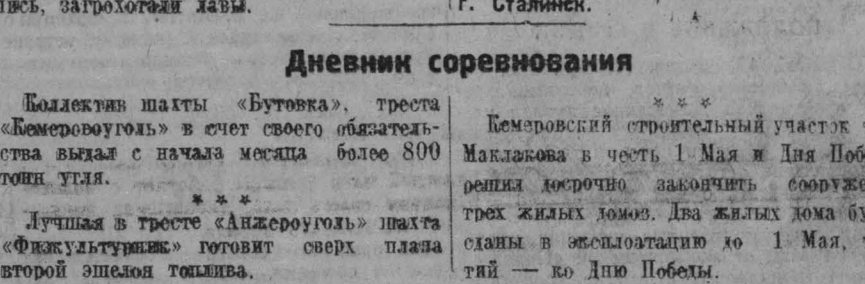 лись, загрохотали лавы.
г. Сталинск.
Дневник соревнования
Коллектив шахты «Бутовка», треста
«Кемеровоуголь» в счет своего обязатель-
ства выдал с начала месяца более 800
тонн угля.
* * *
Лучшая в тресте «Анжероуголь» шахта
«Физкультурник» готовит сверх плана
второй эшелон топлива.
* * *
Кемеровский строительный участок
Маклакова в честь 1 Мая и Дня Поб
решил досрочно закончить сооруже
трех жилых домов. Два жилых дома бу
сданы в эксплоатацию до 1 Мая,
тий — ко Дню Победы.